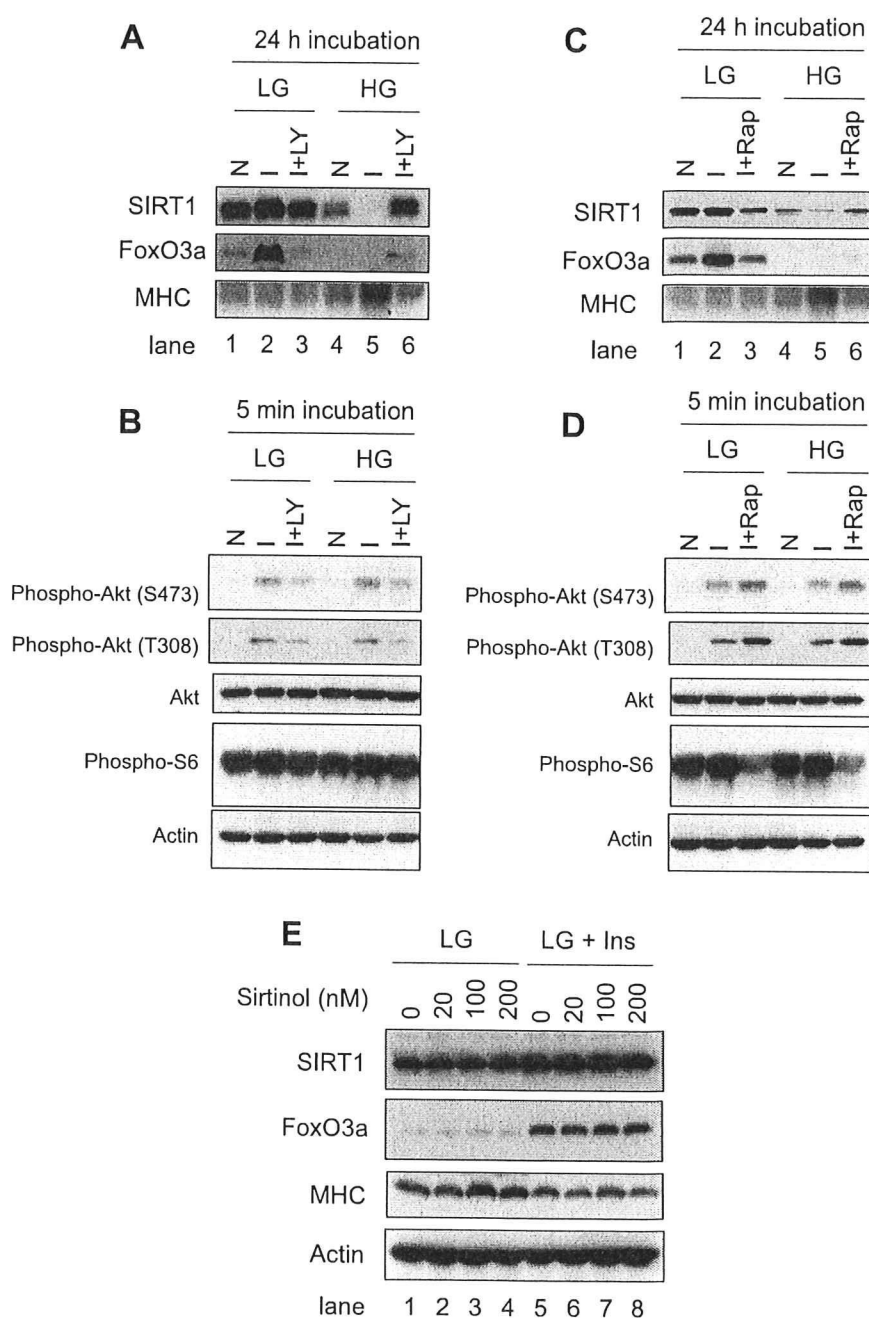 A
24 h incubation
LG HG
N I I+LY N I I+LY
SIRT1
FoxO3a
MHC
lane 1 2 3 4 5 6
B
5 min incubation
LG HG
N I I+LY N I I+LY
Phospho-Akt (S473)
Phospho-Akt (T308)
Akt
Phospho-S6
Actin
C
24 h incubation
LG HG
N I I+Rap N I I+Rap
SIRT1
FoxO3a
MHC
lane 1 2 3 4 5 6
D
5 min incubation
LG HG
N I I+Rap N I I+Rap
Phospho-Akt (S473)
Phospho-Akt (T308)
Akt
Phospho-S6
Actin
E
LG LG + Ins
Sirtinol (nM) 0 20 100 200 0 20 100 200
SIRT1
FoxO3a
MHC
Actin
lane 1 2 3 4 5 6 7 8